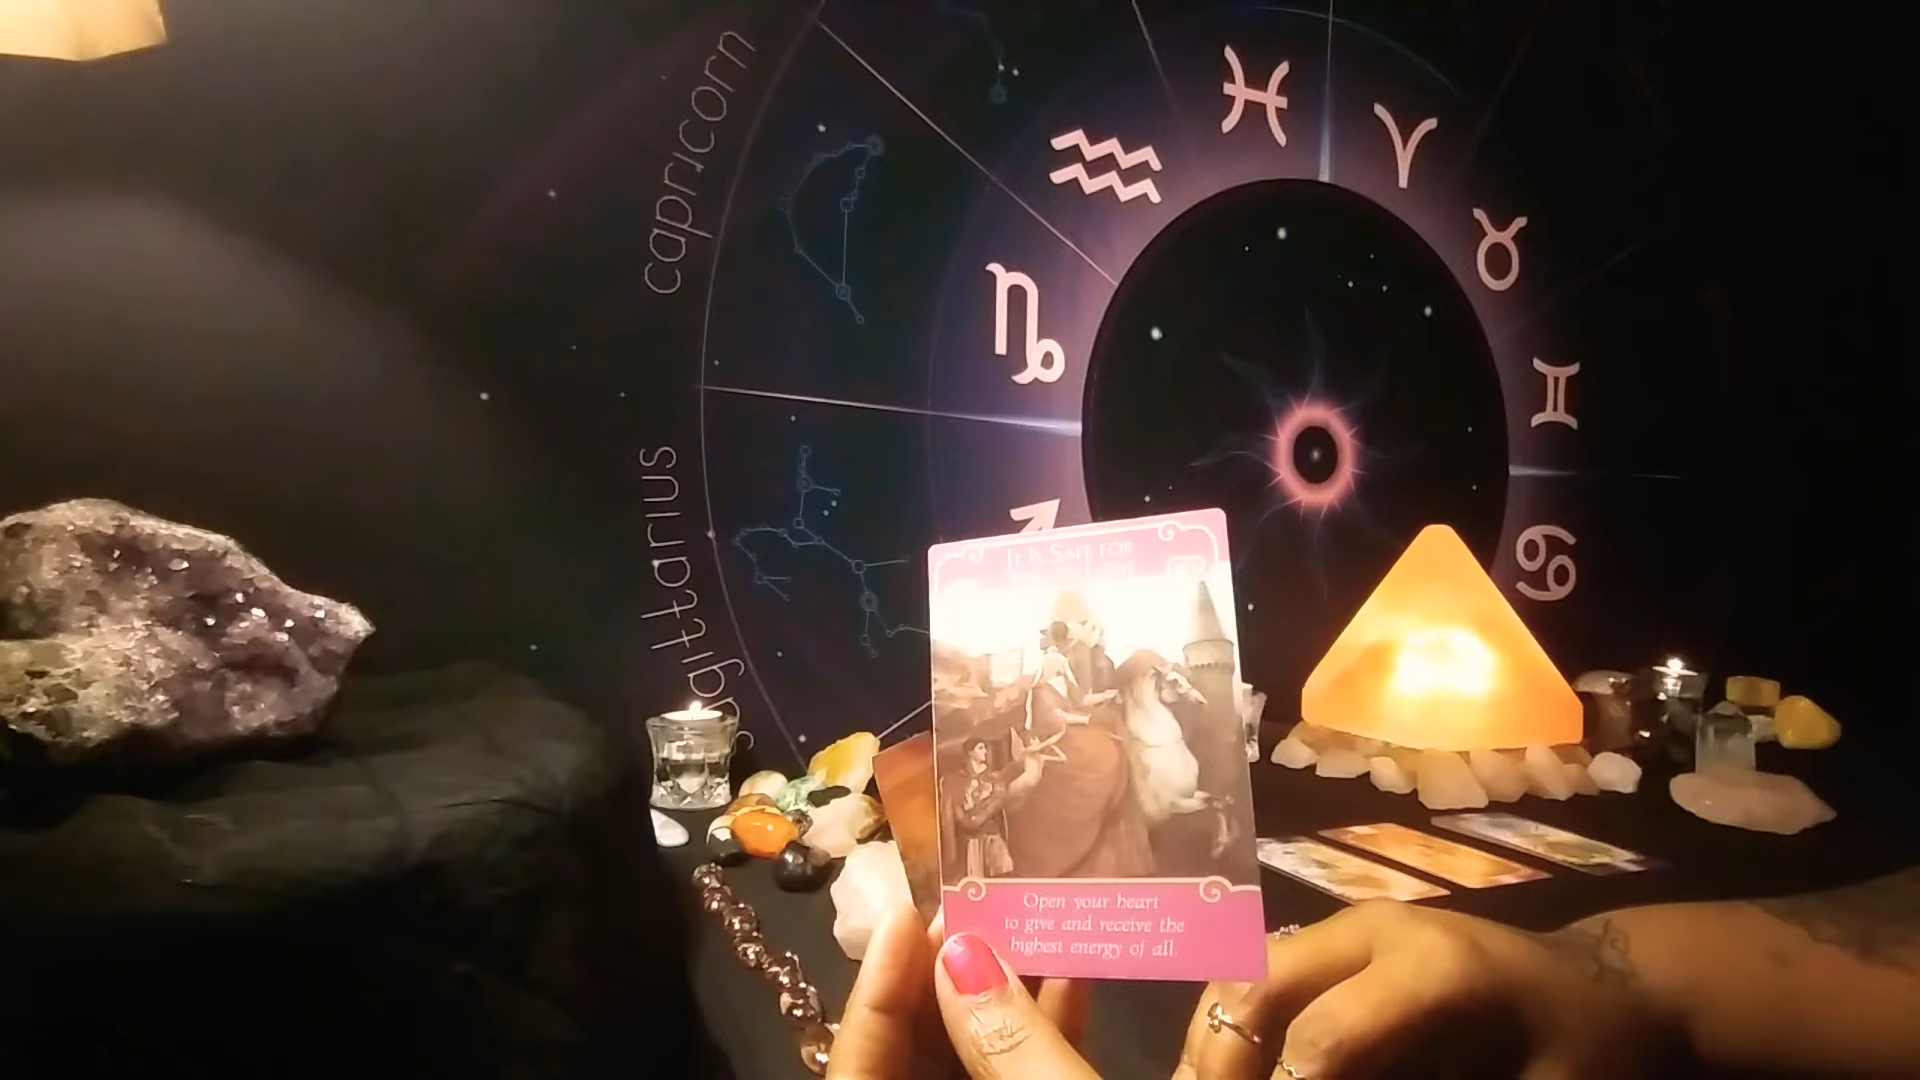 capricorn
sagittarius
It Is Safe for
Open your heart
to give and receive the
highest energy of all.